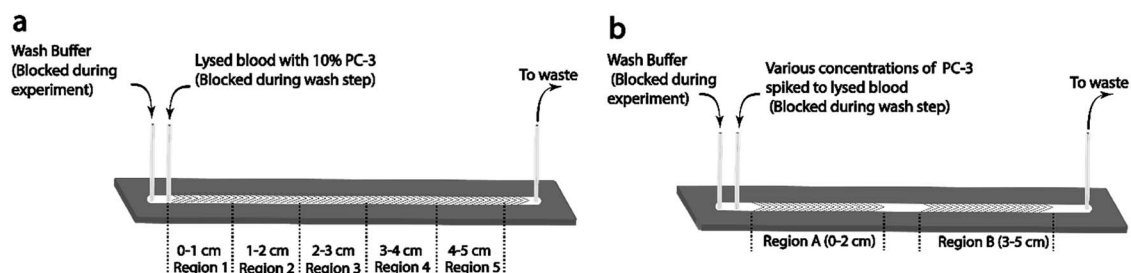 a
Wash Buffer
(Blocked during
experiment)
Lysed blood with 10% PC-3
(Blocked during wash step)
To waste
0-1 cm
Region 1
1-2 cm
Region 2
2-3 cm
Region 3
3-4 cm
Region 4
4-5 cm
Region 5
b
Wash Buffer
(Blocked during
experiment)
Various concentrations of PC-3
spiked to lysed blood
(Blocked during wash step)
To waste
Region A (0-2 cm)
Region B (3-5 cm)